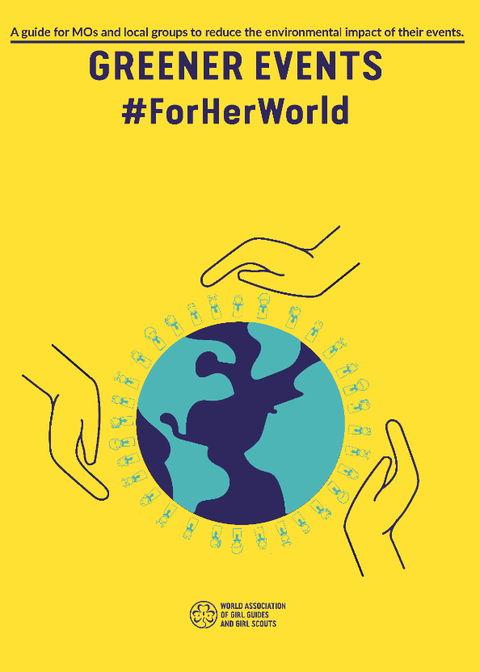 A guide for MOs and local groups to reduce the environmental impact of their events.
GREENER EVENTS
#ForHerWorld
WORLD ASSOCIATION
OF GIRL GUIDES
AND GIRL SCOUTS